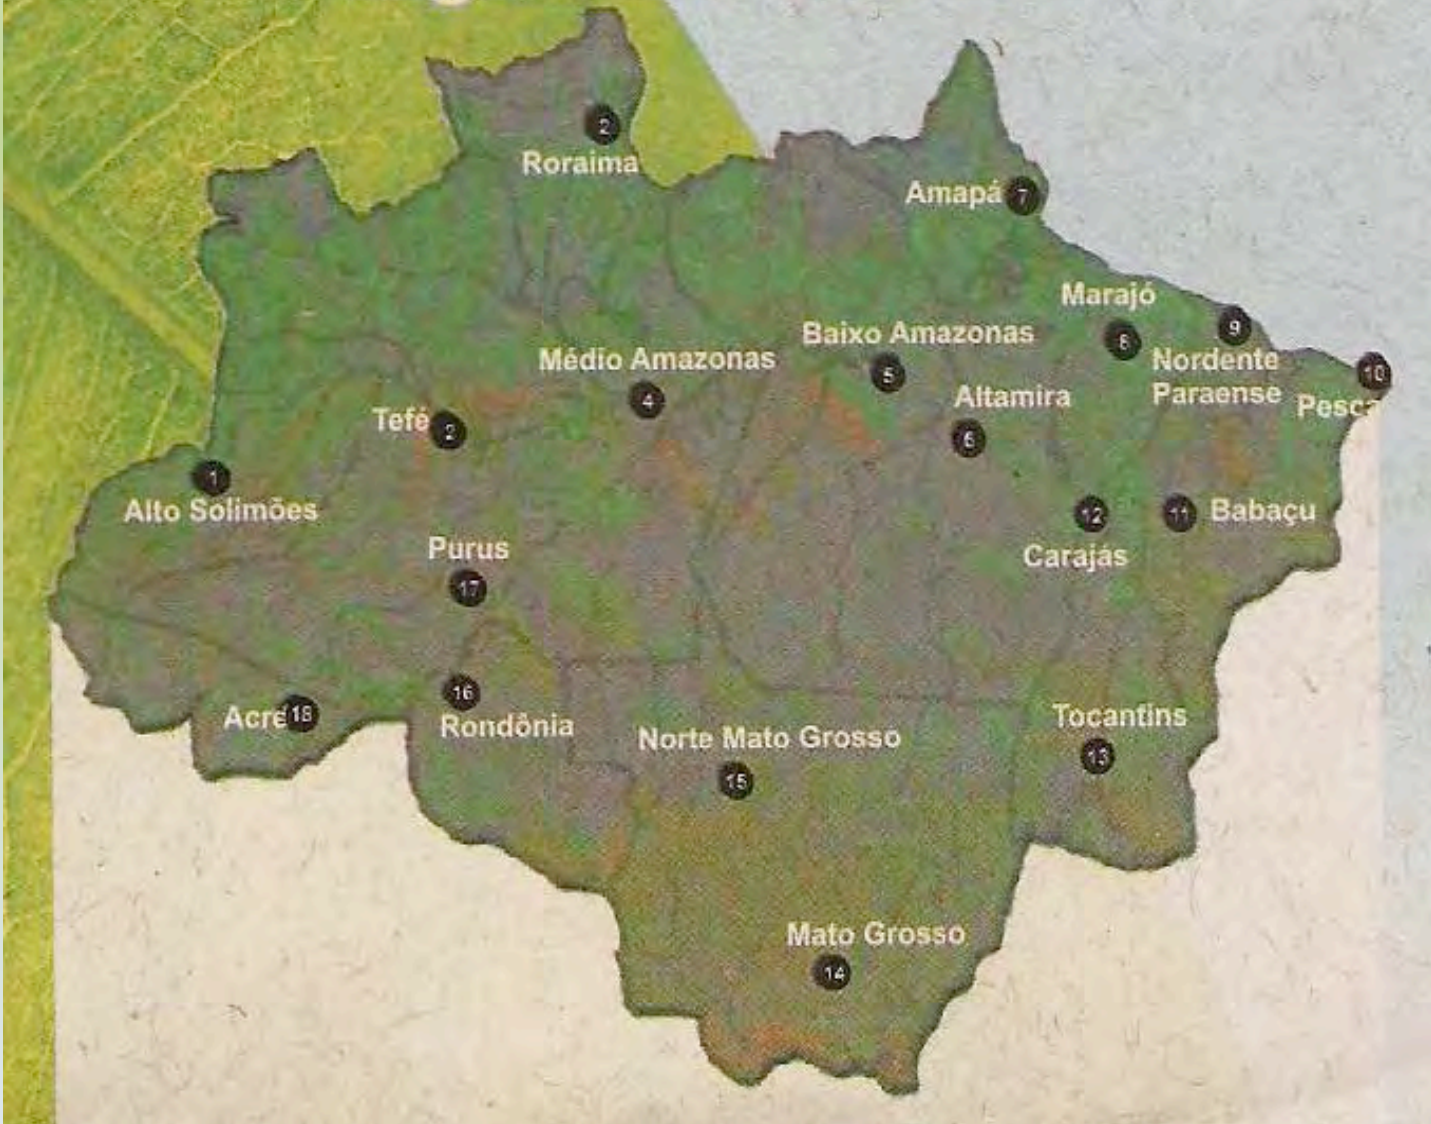 2
Roraima
Amapá 7
Marajó
8
9
Nordente
Paraense
10
Pesca
Baixo Amazonas
5
Médio Amazonas
4
Altamira
6
Tefé 2
1
Alto Solimões
12
Carajás
11 Babaçu
Purus
17
16
Rondônia
Acre 18
Norte Mato Grosso
15
Tocantins
13
Mato Grosso
14